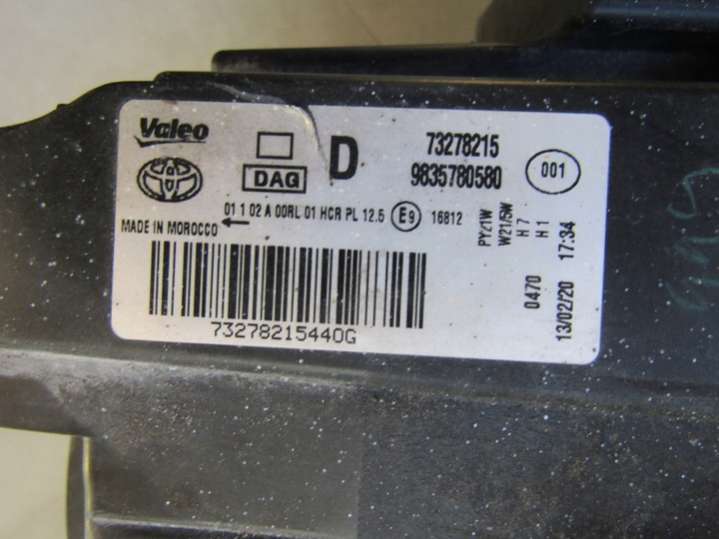 Valeo
DAG
D
73278215
9835780580
001
01 1 02 A 00RL 01 HCR PL 12.5 E9 16812
MADE IN MOROCCO
PY21W
W21/5W
H7
H1
0470
13/02/20 17:34
73278215440G